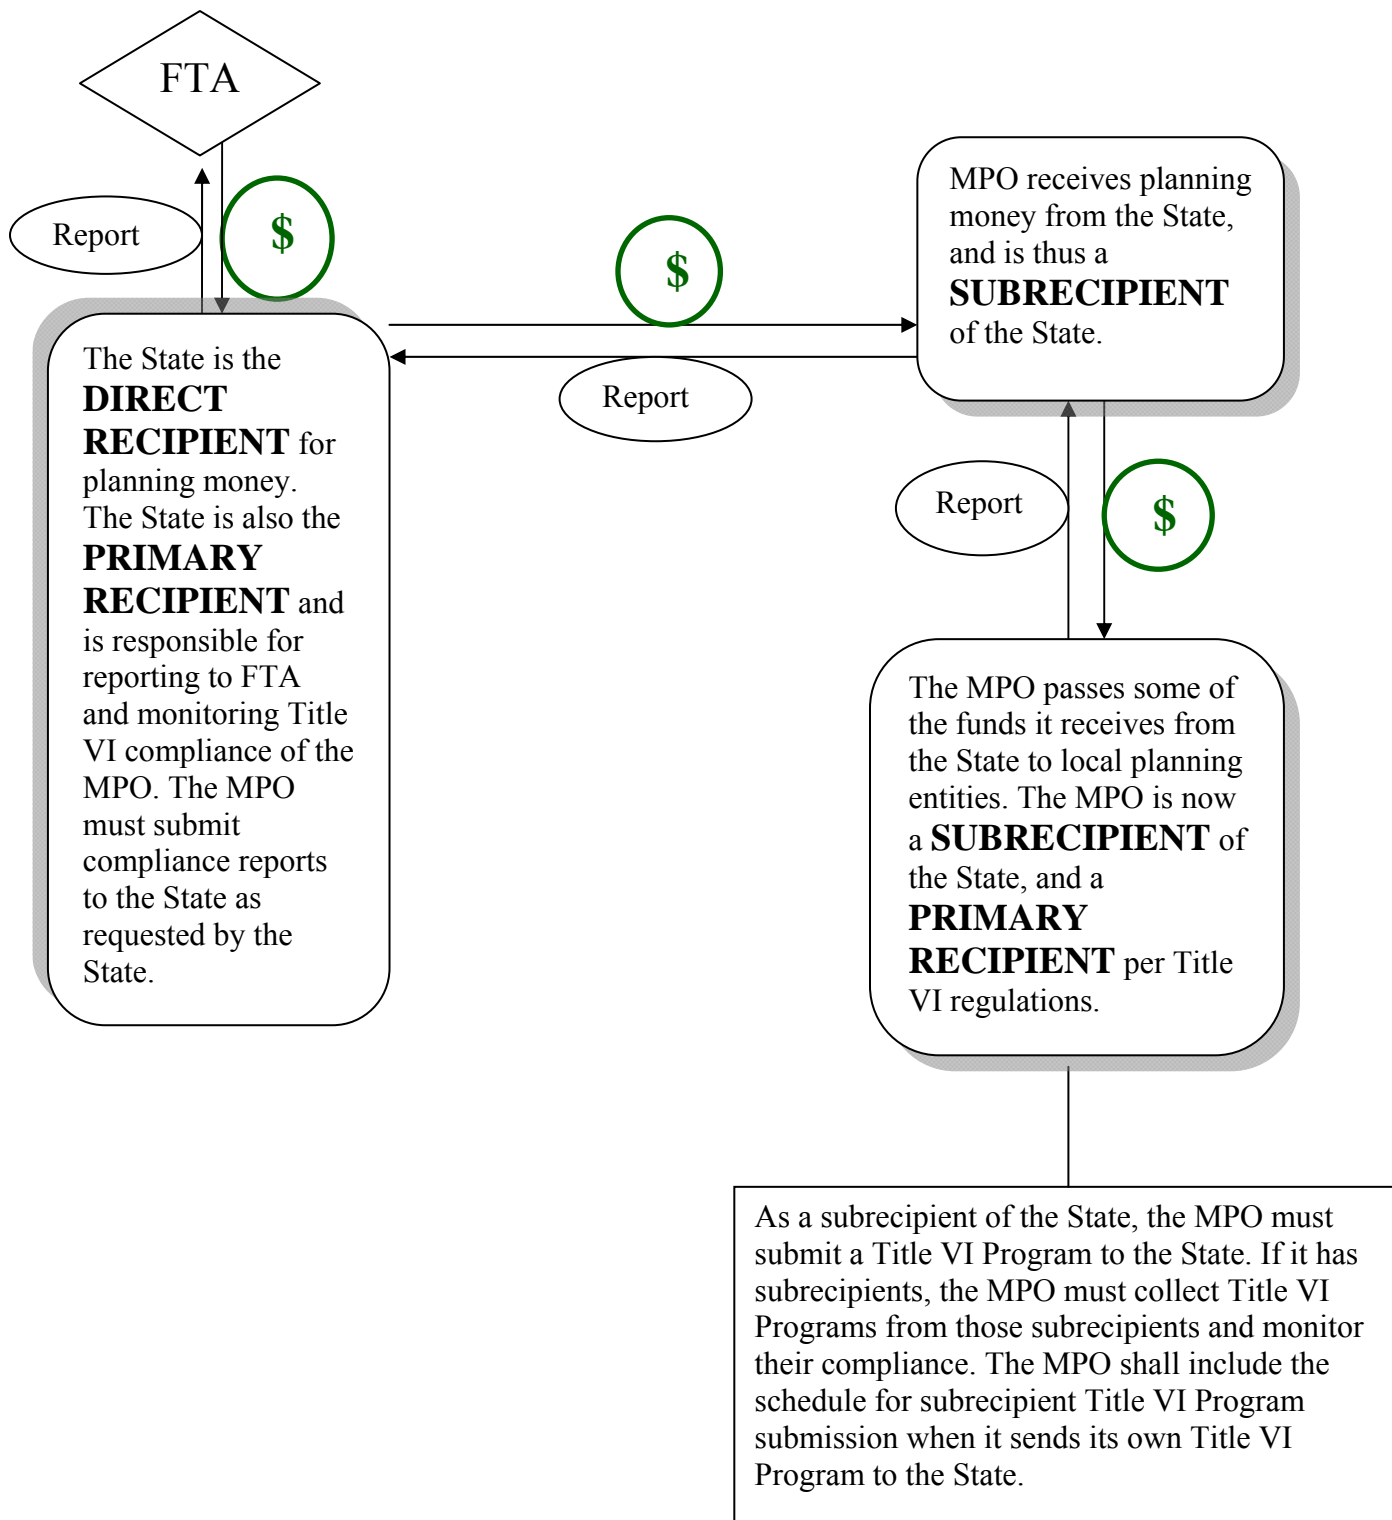 FTA
Report
$
$
Report
MPO receives planning
money from the State,
and is thus a
SUBRECIPIENT
of the State.
The State is the
DIRECT
RECIPIENT for
planning money.
The State is also the
PRIMARY
RECIPIENT and
is responsible for
reporting to FTA
and monitoring Title
VI compliance of the
MPO. The MPO
must submit
compliance reports
to the State as
requested by the
State.
Report
$
The MPO passes some of
the funds it receives from
the State to local planning
entities. The MPO is now
a SUBRECIPIENT of
the State, and a
PRIMARY
RECIPIENT per Title
VI regulations.
As a subrecipient of the State, the MPO must
submit a Title VI Program to the State. If it has
subrecipients, the MPO must collect Title VI
Programs from those subrecipients and monitor
their compliance. The MPO shall include the
schedule for subrecipient Title VI Program
submission when it sends its own Title VI
Program to the State.